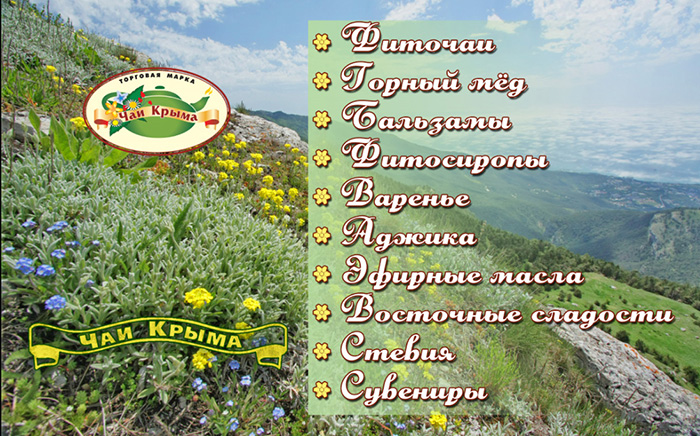 ТОРГОВАЯ МАРКА
Чаи Крыма
Чаи Крыма
Фиточаи
Горный мёд
Бальзамы
Фитосиропы
Варенье
Аджика
Эфирные масла
Восточные сладости
Стевия
Сувениры